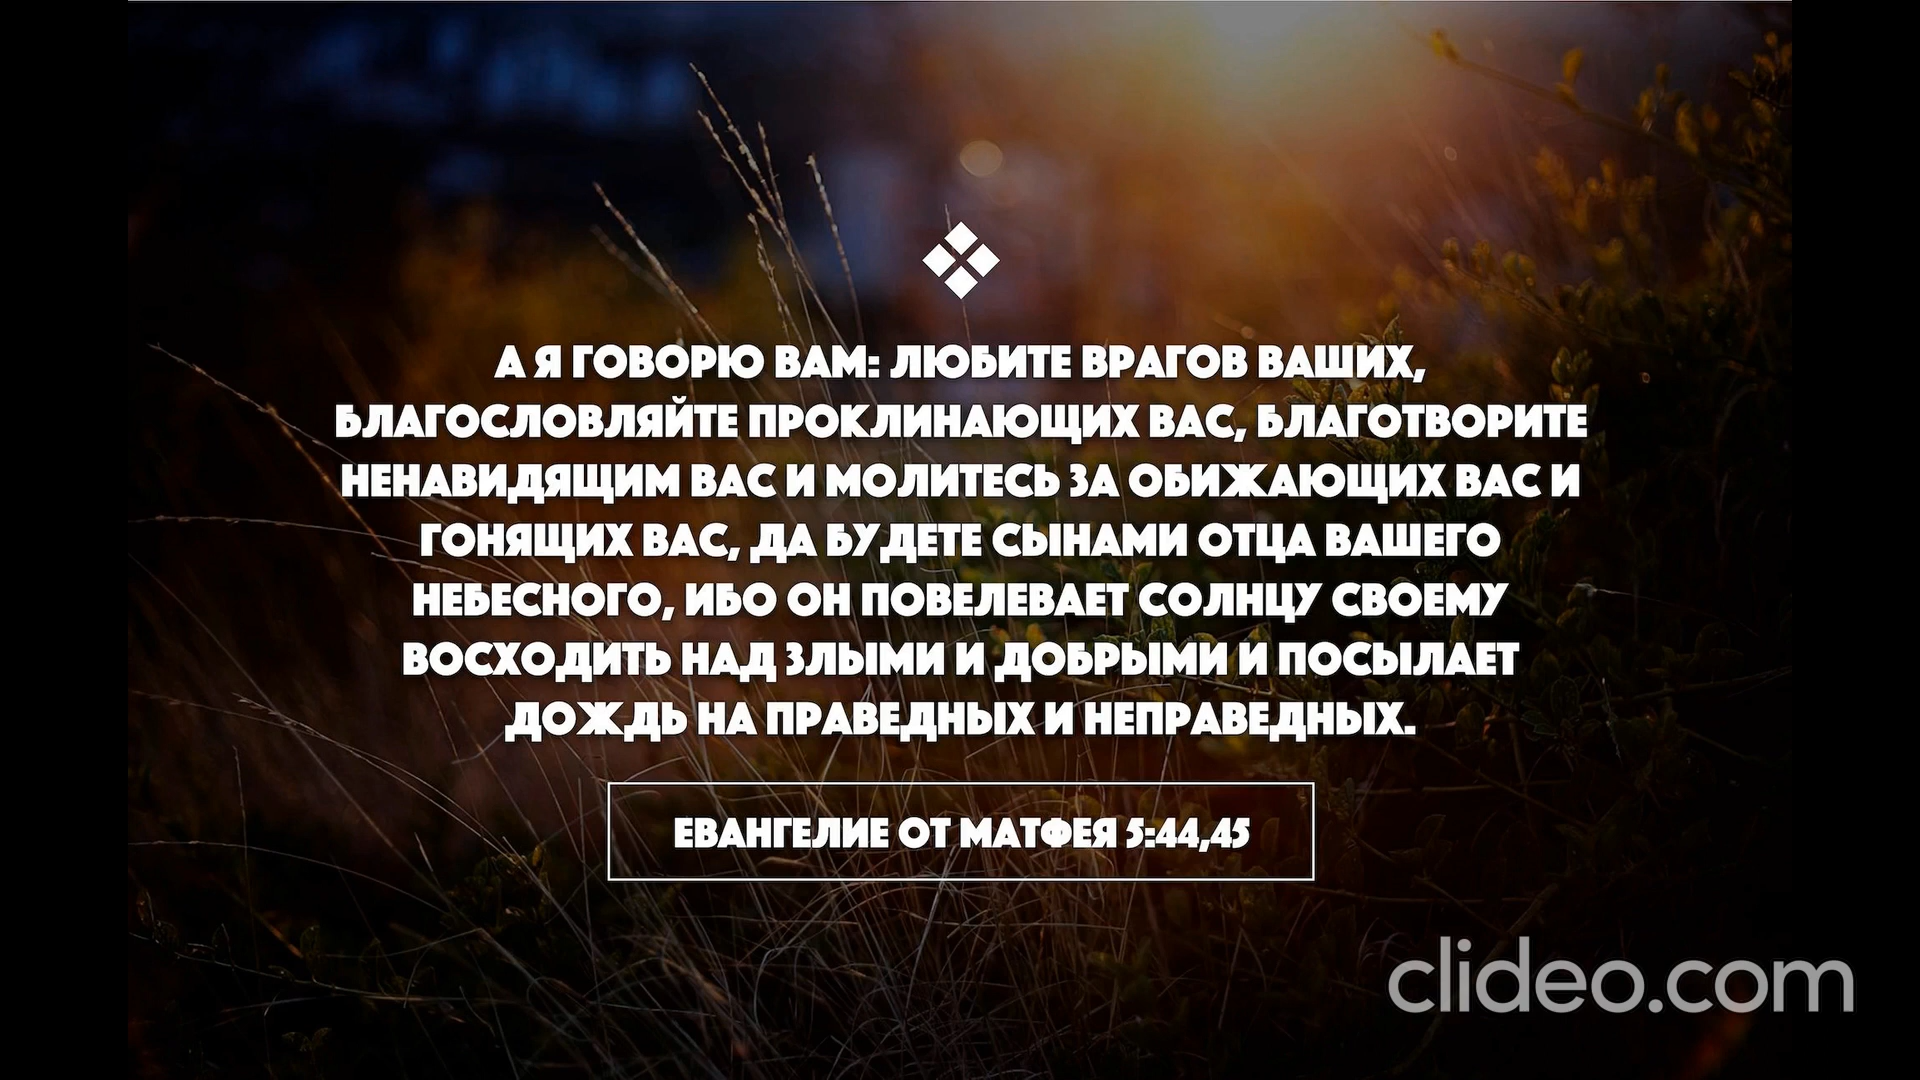 А Я ГОВОРЮ ВАМ: ЛЮБИТЕ ВРАГОВ ВАШИХ,
БЛАГОСЛОВЛЯЙТЕ ПРОКЛИНАЮЩИХ ВАС, БЛАГОТВОРИТЕ
НЕНАВИДЯЩИМ ВАС И МОЛИТЕСЬ ЗА ОБИЖАЮЩИХ ВАС И
ГОНЯЩИХ ВАС, ДА БУДЕТЕ СЫНАМИ ОТЦА ВАШЕГО
НЕБЕСНОГО, ИБО ОН ПОВЕЛЕВАЕТ СОЛНЦУ СВОЕМУ
ВОСХОДИТЬ НАД ЗЛЫМИ И ДОБРЫМИ И ПОСЫЛАЕТ
ДОЖДЬ НА ПРАВЕДНЫХ И НЕПРАВЕДНЫХ.
ЕВАНГЕЛИЕ ОТ МАТФЕЯ 5:44,45
clideo.com